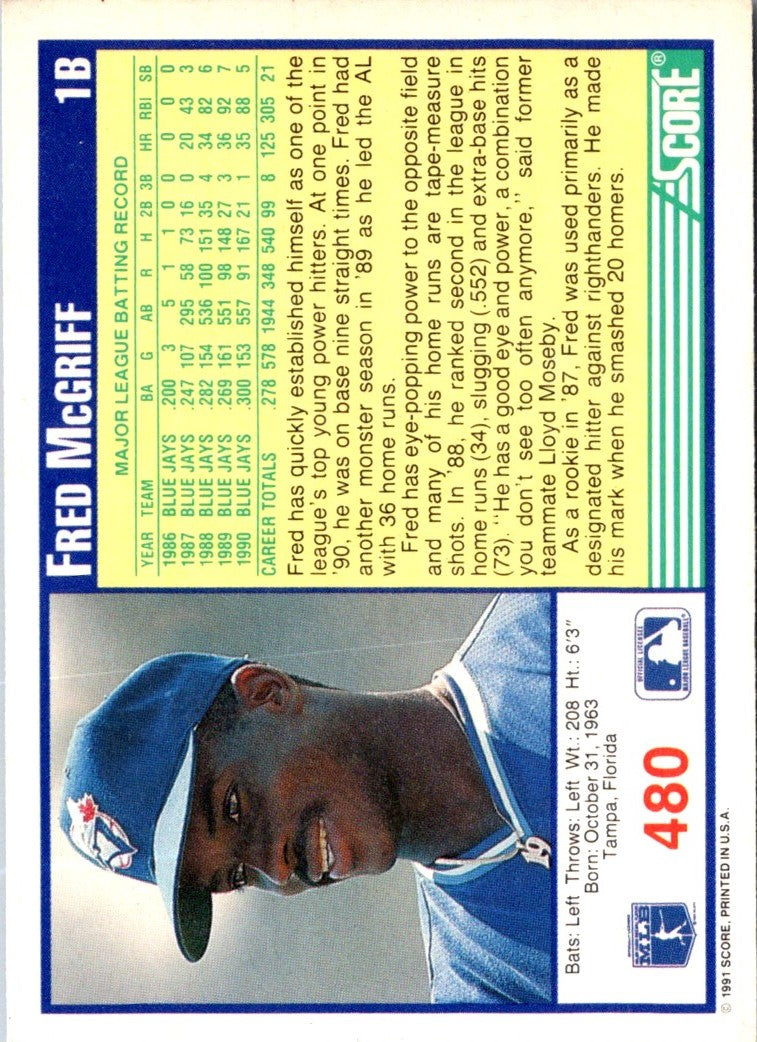 FRED MCGRIFF 1B
MAJOR LEAGUE BATTING RECORD
YEAR TEAM BA G AB R H 2B 3B HR RBI SB
1986 BLUE JAYS .200 3 5 1 1 0 0 0 0 0
1987 BLUE JAYS .247 107 295 58 73 16 0 20 43 3
1988 BLUE JAYS .282 154 536 100 151 35 4 34 82 6
1989 BLUE JAYS .269 161 551 98 148 27 3 36 92 7
1990 BLUE JAYS .300 153 557 91 167 21 1 35 88 5
CAREER TOTALS .278 578 1944 348 540 99 8 125 305 21
Fred has quickly established himself as one of the
league's top young power hitters. At one point in
'90, he was on base nine straight times. Fred had
another monster season in '89 as he led the AL
with 36 home runs.
Fred has eye-popping power to the opposite field
and many of his home runs are tape-measure
shots. In '88, he ranked second in the league in
home runs (34), slugging (.552) and extra-base hits
(73). "He has a good eye and power, a combination
you don't see too often anymore," said former
teammate Lloyd Moseby.
As a rookie in '87, Fred was used primarily as a
designated hitter against righthanders. He made
his mark when he smashed 20 homers.
SCORE®
19
Bats: Left Throws: Left Wt.: 208 Ht.: 6'3"
Born: October 31, 1963
Tampa, Florida
MLB
480
OFFICIAL LICENSEE
MAJOR LEAGUE BASEBALL®
© 1991 SCORE, PRINTED IN U.S.A.